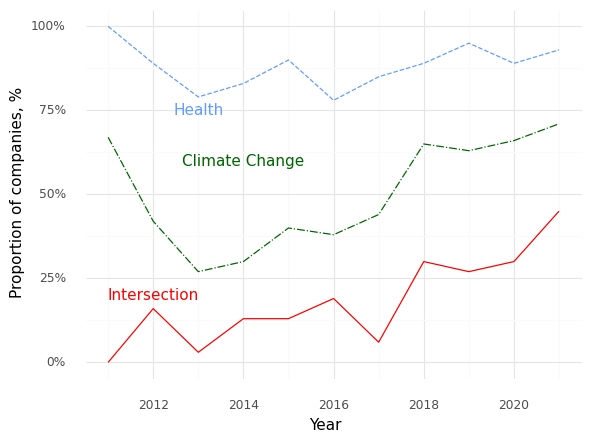 100%
Health
75%
Climate Change
50%
25%
Intersection
0%
2012 2014 2016 2018 2020
Year
Proportion of companies, %